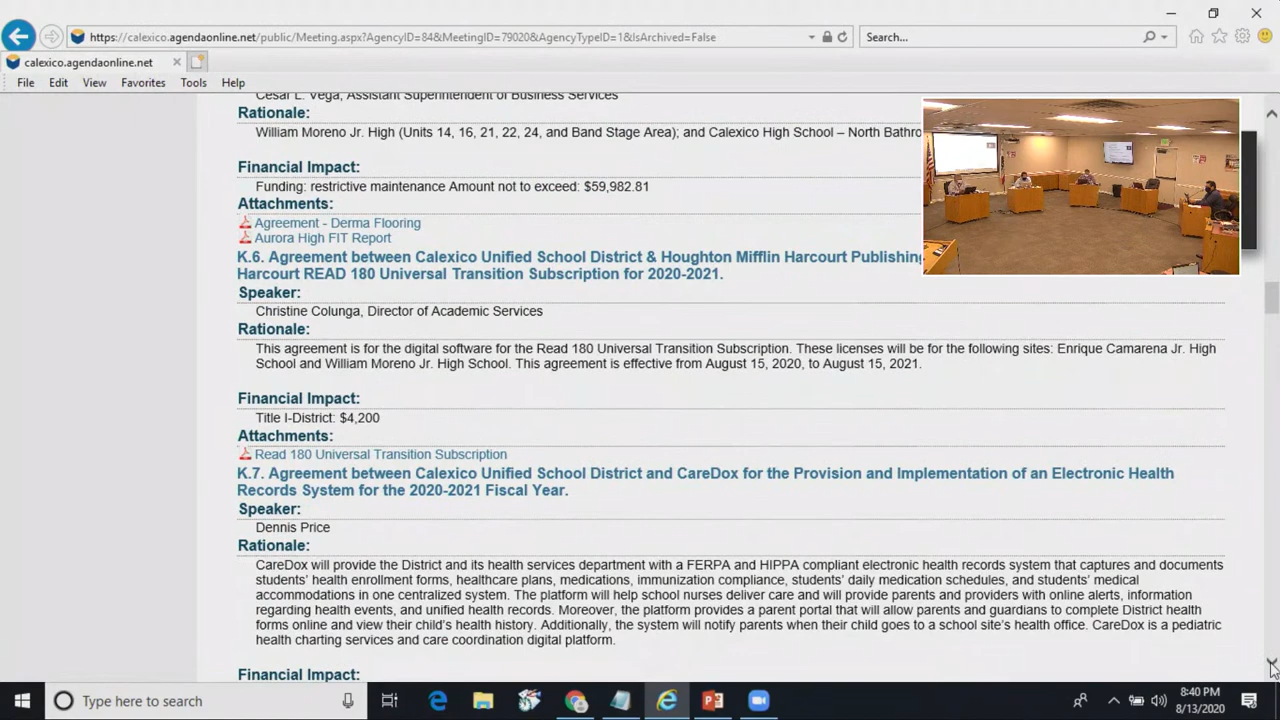 https://calexico.agendaonline.net/public/Meeting.aspx?AgencyID=84&MeetingID=79020&AgencyTypeID=1&IsArchived=False
Search...
calexico.agendaonline.net
File Edit View Favorites Tools Help
Cesar L. Vega, Assistant Superintendent of Business Services
Rationale:
William Moreno Jr. High (Units 14, 16, 21, 22, 24, and Band Stage Area); and Calexico High School – North Bathro
Financial Impact:
Funding: restrictive maintenance Amount not to exceed: $59,982.81
Attachments:
Agreement - Derma Flooring
Aurora High FIT Report
K.6. Agreement between Calexico Unified School District & Houghton Mifflin Harcourt Publishing
Harcourt READ 180 Universal Transition Subscription for 2020-2021.
Speaker:
Christine Colunga, Director of Academic Services
Rationale:
This agreement is for the digital software for the Read 180 Universal Transition Subscription. These licenses will be for the following sites: Enrique Camarena Jr. High
School and William Moreno Jr. High School. This agreement is effective from August 15, 2020, to August 15, 2021.
Financial Impact:
Title I-District: $4,200
Attachments:
Read 180 Universal Transition Subscription
K.7. Agreement between Calexico Unified School District and CareDox for the Provision and Implementation of an Electronic Health
Records System for the 2020-2021 Fiscal Year.
Speaker:
Dennis Price
Rationale:
CareDox will provide the District and its health services department with a FERPA and HIPPA compliant electronic health records system that captures and documents
students' health enrollment forms, healthcare plans, medications, immunization compliance, students' daily medication schedules, and students' medical
accommodations in one centralized system. The platform will help school nurses deliver care and will provide parents and providers with online alerts, information
regarding health events, and unified health records. Moreover, the platform provides a parent portal that will allow parents and guardians to complete District health
forms online and view their child's health history. Additionally, the system will notify parents when their child goes to a school site's health office. CareDox is a pediatric
health charting services and care coordination digital platform.
Financial Impact:
Type here to search
8:40 PM
8/13/2020